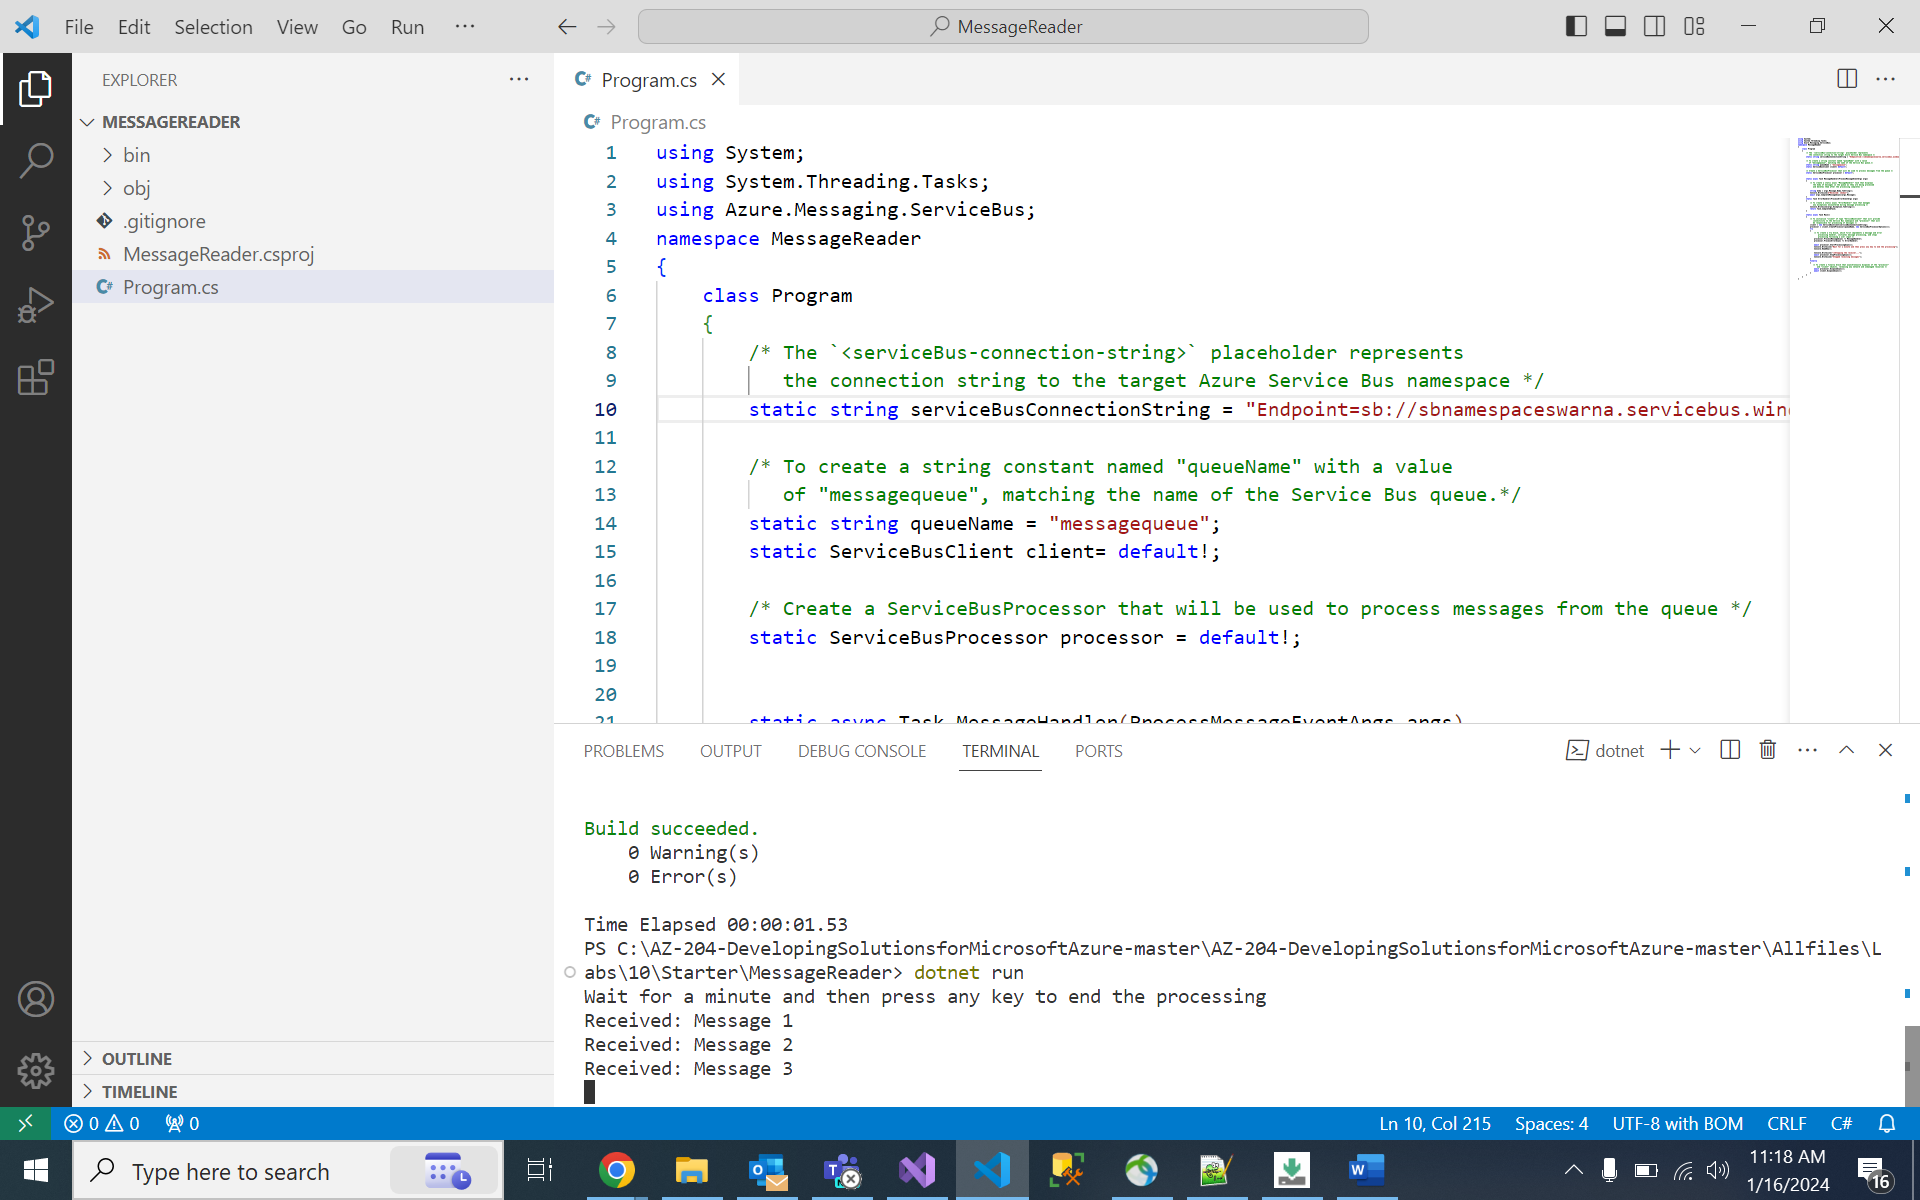 File Edit Selection View Go Run ···
MessageReader
EXPLORER
MESSAGEREADER
bin
obj
.gitignore
MessageReader.csproj
Program.cs
OUTLINE
TIMELINE
Program.cs
Program.cs
1 using System;
2 using System.Threading.Tasks;
3 using Azure.Messaging.ServiceBus;
4 namespace MessageReader
5 {
6 class Program
7 {
8 /* The `<serviceBus-connection-string>` placeholder represents
9 the connection string to the target Azure Service Bus namespace */
10 static string serviceBusConnectionString = "Endpoint=sb://sbnamespaceswarna.servicebus.win
11
12 /* To create a string constant named "queueName" with a value
13 of "messagequeue", matching the name of the Service Bus queue.*/
14 static string queueName = "messagequeue";
15 static ServiceBusClient client= default!;
16
17 /* Create a ServiceBusProcessor that will be used to process messages from the queue */
18 static ServiceBusProcessor processor = default!;
19
20
21 static async Task MessageHandler(ProcessMessageEventArgs args)
PROBLEMS OUTPUT DEBUG CONSOLE TERMINAL PORTS
dotnet
Build succeeded.
0 Warning(s)
0 Error(s)
Time Elapsed 00:00:01.53
PS C:\AZ-204-DevelopingSolutionsforMicrosoftAzure-master\AZ-204-DevelopingSolutionsforMicrosoftAzure-master\Allfiles\L
abs\10\Starter\MessageReader> dotnet run
Wait for a minute and then press any key to end the processing
Received: Message 1
Received: Message 2
Received: Message 3
0 0 0
Ln 10, Col 215 Spaces: 4 UTF-8 with BOM CRLF C#
Type here to search
11:18 AM
1/16/2024
16